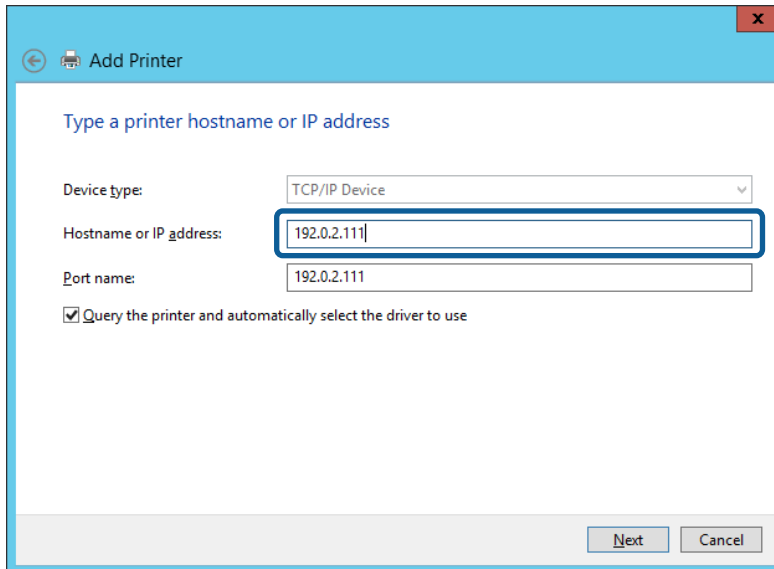 x
Add Printer
Type a printer hostname or IP address
Device type: TCP/IP Device
Hostname or IP address: 192.0.2.111
Port name: 192.0.2.111
Query the printer and automatically select the driver to use
Next Cancel